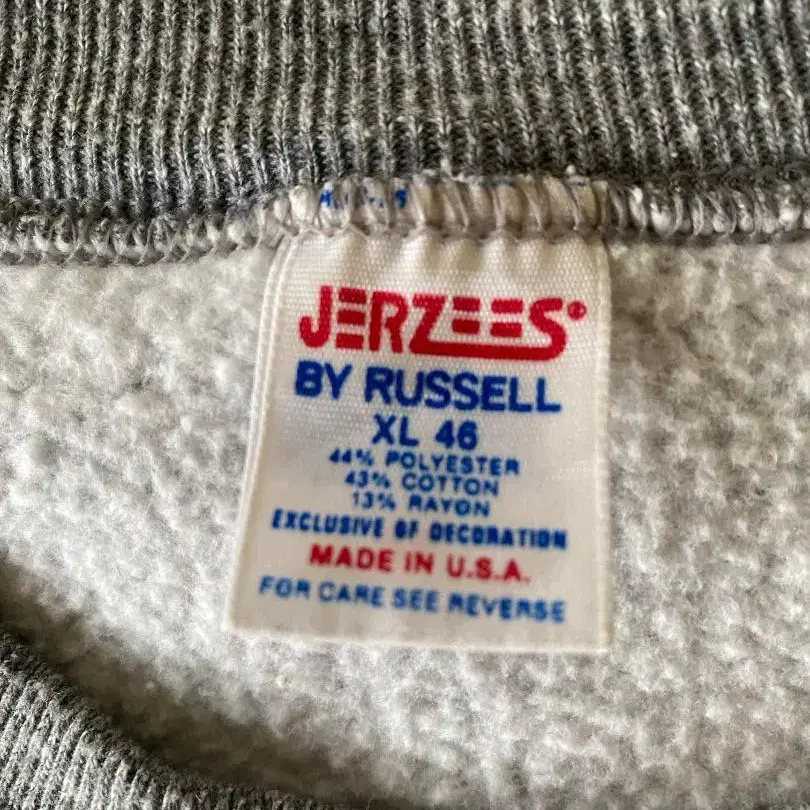 JERZEES®
BY RUSSELL
XL 46
44% POLYESTER
43% COTTON
13% RAYON
EXCLUSIVE OF DECORATION
MADE IN U.S.A.
FOR CARE SEE REVERSE